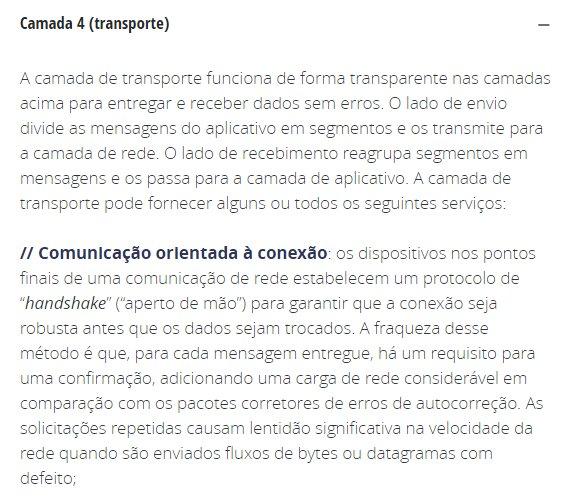 Camada 4 (transporte)
A camada de transporte funciona de forma transparente nas camadas
acima para entregar e receber dados sem erros. O lado de envio
divide as mensagens do aplicativo em segmentos e os transmite para
a camada de rede. O lado de recebimento reagrupa segmentos em
mensagens e os passa para a camada de aplicativo. A camada de
transporte pode fornecer alguns ou todos os seguintes serviços:
// Comunicação orientada à conexão: os dispositivos nos pontos
finais de uma comunicação de rede estabelecem um protocolo de
“handshake” (“aperto de mão”) para garantir que a conexão seja
robusta antes que os dados sejam trocados. A fraqueza desse
método é que, para cada mensagem entregue, há um requisito para
uma confirmação, adicionando uma carga de rede considerável em
comparação com os pacotes corretores de erros de autocorreção. As
solicitações repetidas causam lentidão significativa na velocidade da
rede quando são enviados fluxos de bytes ou datagramas com
defeito;